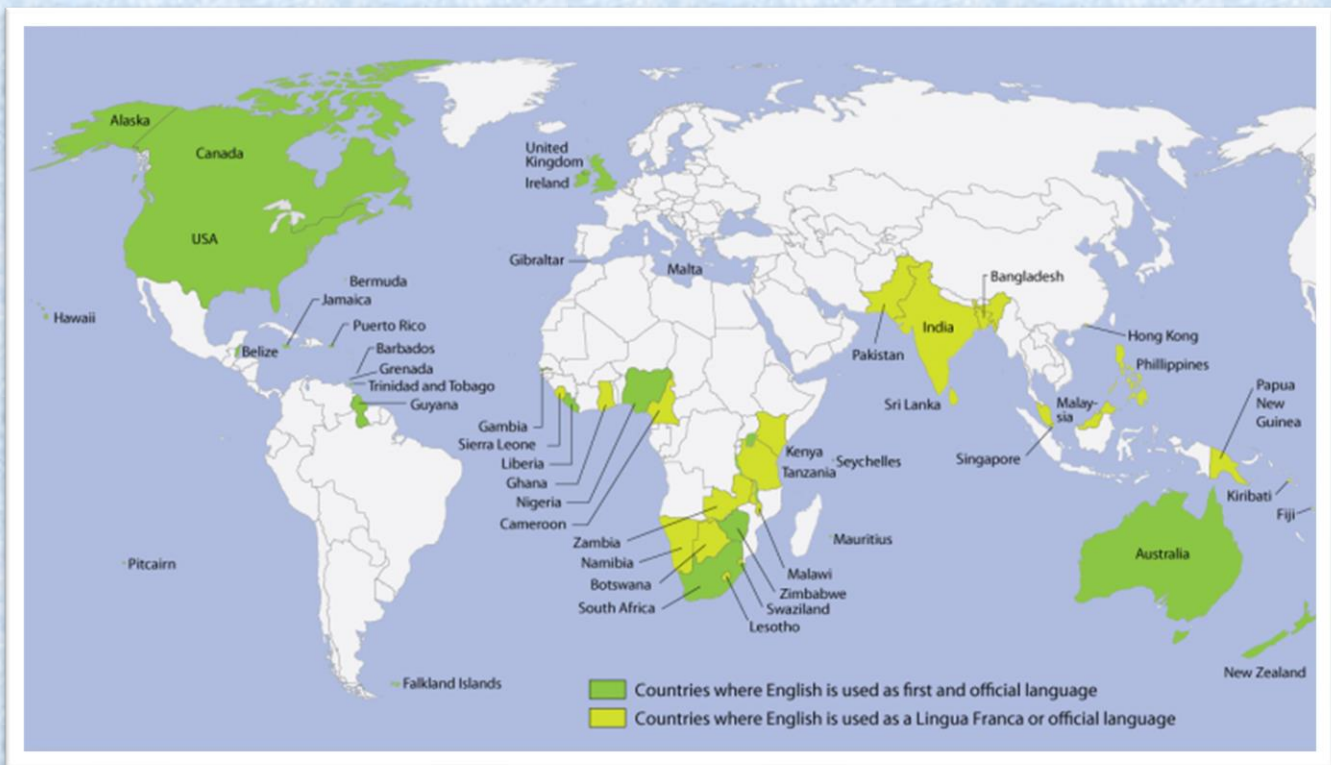 Alaska
Canada
USA
Hawaii
Bermuda
Jamaica
Puerto Rico
Belize
Barbados
Grenada
Trinidad and Tobago
Guyana
Pitcairn
Falkland Islands
United
Kingdom
Ireland
Gibraltar
Malta
Gambia
Sierra Leone
Liberia
Ghana
Nigeria
Cameroon
Zambia
Namibia
Botswana
South Africa
Kenya
Tanzania
Seychelles
Mauritius
Malawi
Zimbabwe
Swaziland
Lesotho
Bangladesh
India
Pakistan
Sri Lanka
Hong Kong
Phillippines
Malay-
sia
Singapore
Papua
New
Guinea
Kiribati
Fiji
Australia
New Zealand
Countries where English is used as first and official language
Countries where English is used as a Lingua Franca or official language